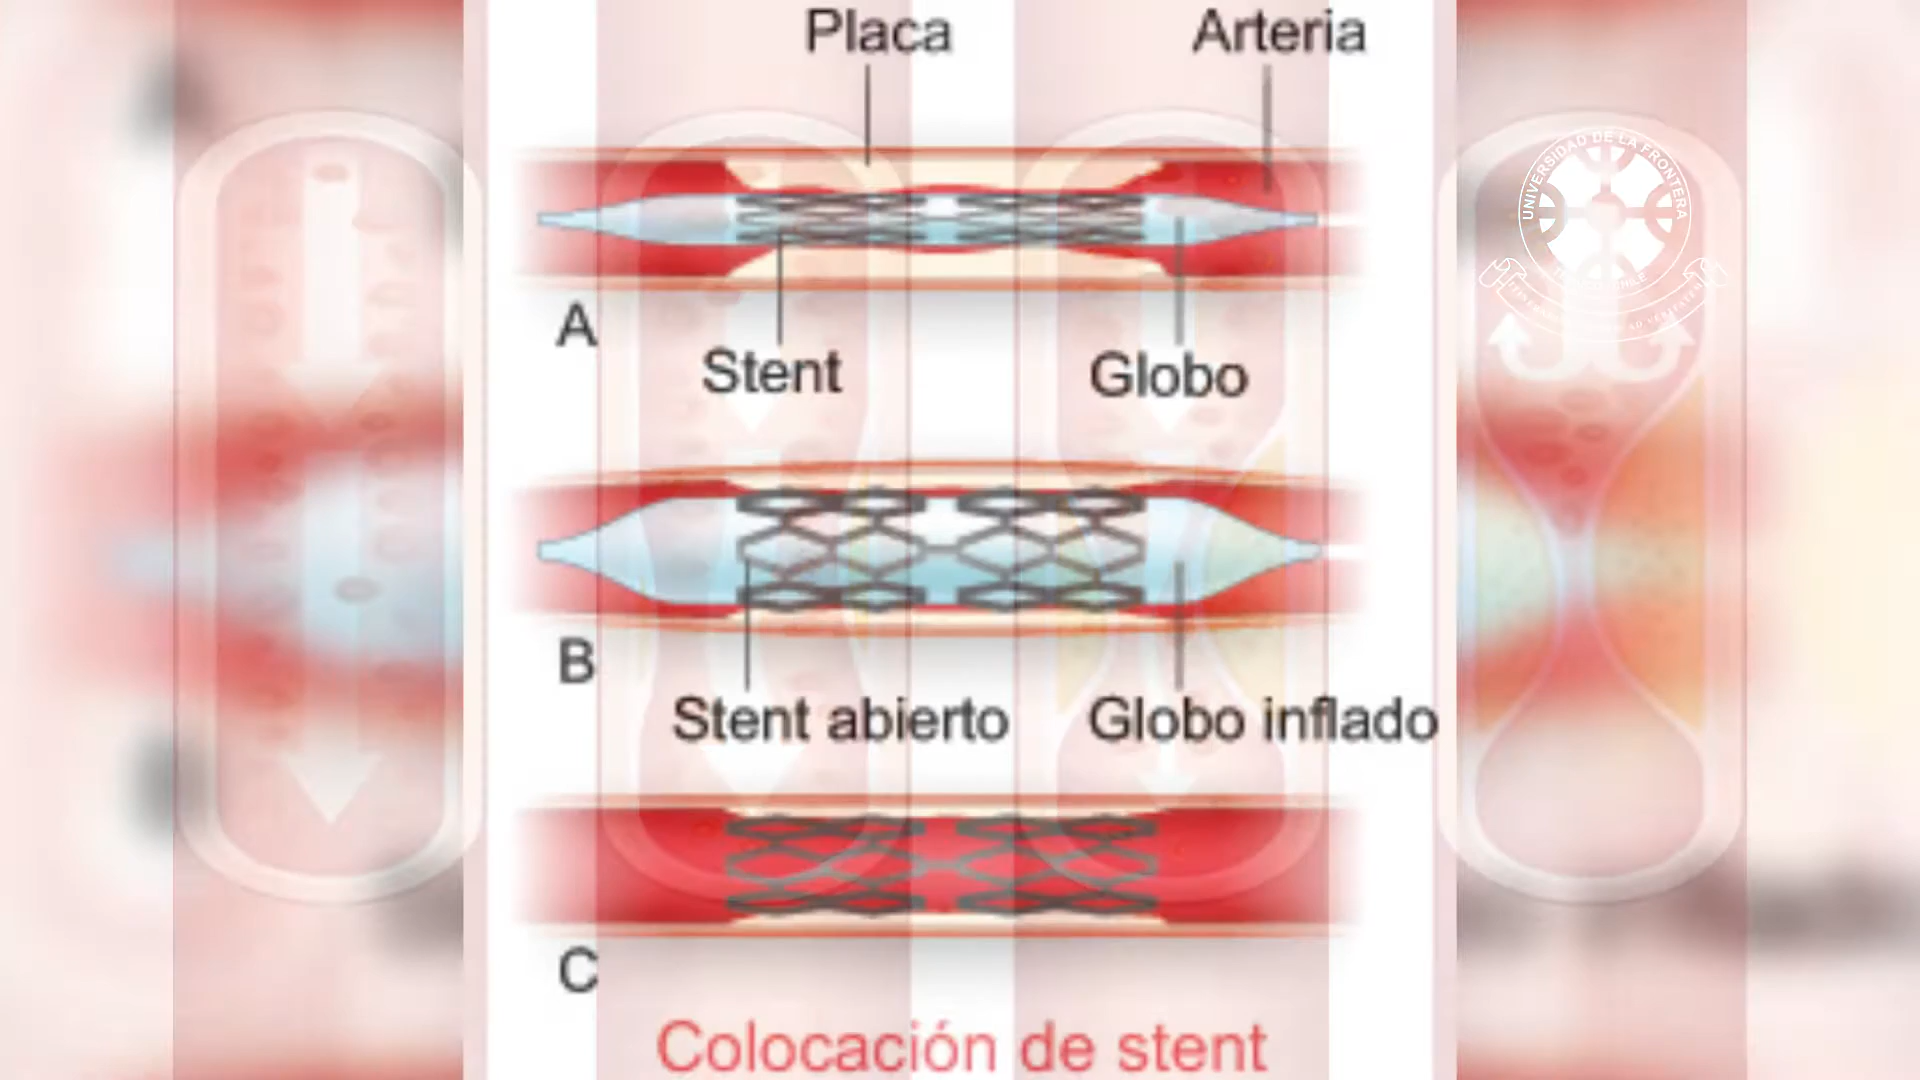 Placa
Arteria
A
Stent
Globo
B
Stent abierto
Globo inflado
C
Colocación de stent
UNIVERSIDAD DE LA FRONTERA